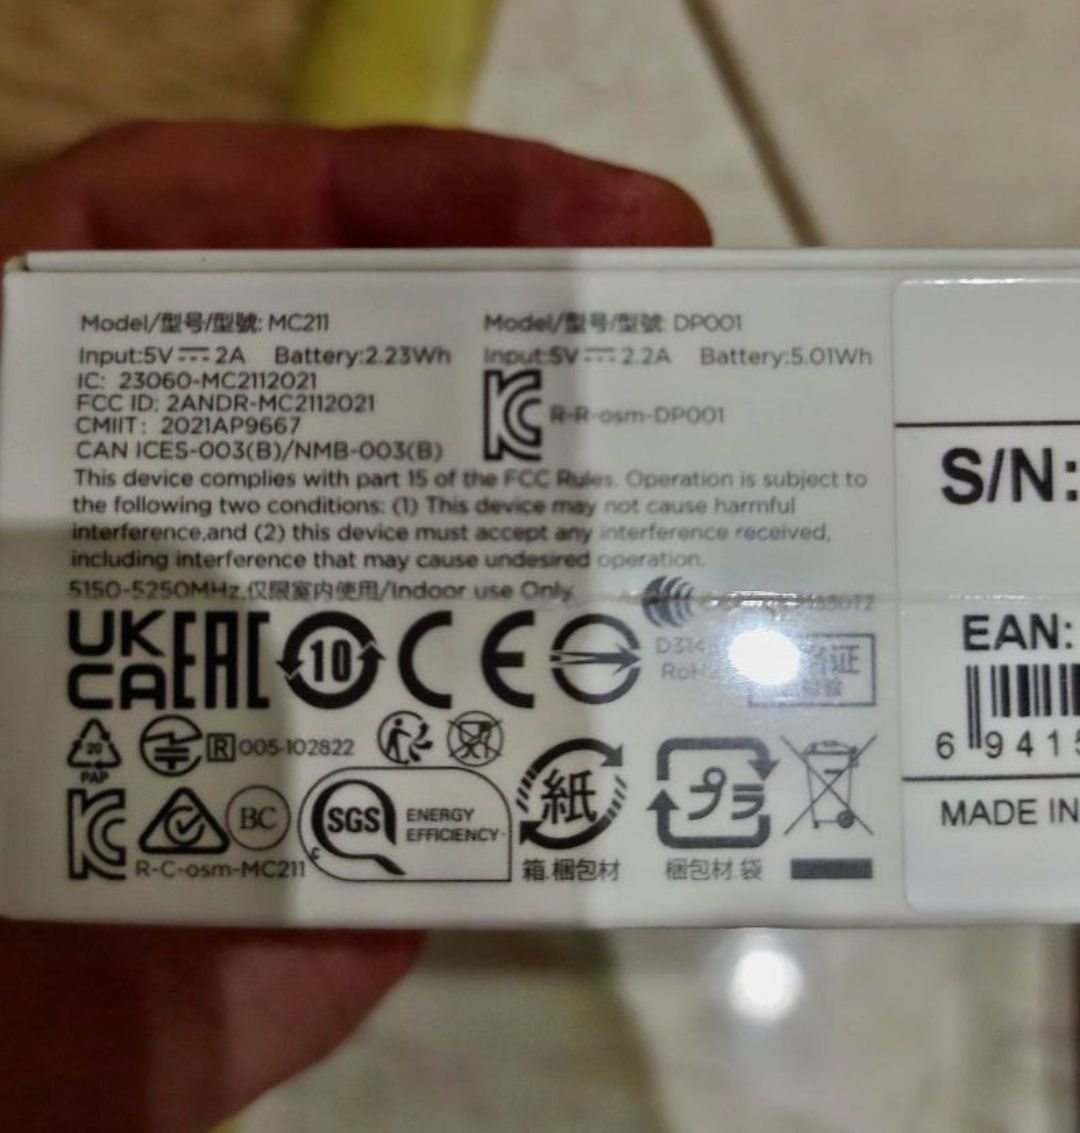 Model/型号/型號: MC211
Input:5V 2A Battery:2.23Wh
IC: 23060-MC2112021
FCC ID: 2ANDR-MC2112021
CMIIT: 2021AP9667
CAN ICES-003(B)/NMB-003(B)
Model/型号/型號: DP001
Input:5V 2.2A Battery:5.01Wh
R-R-osm-DP001
This device complies with part 15 of the FCC Rules. Operation is subject to
the following two conditions: (1) This device may not cause harmful
interference,and (2) this device must accept any interference received,
including interference that may cause undesired operation.
5150-5250MHz,仅限室内使用/Indoor use Only.
UK
CA EAC 10 CE
20
PAP
R 005-102822
KC BC
R-C-osm-MC211
SGS ENERGY
EFFICIENCY
紙
箱.梱包材
プラ
梱包材.袋
S/N:
EAN:
6 941
MADE IN